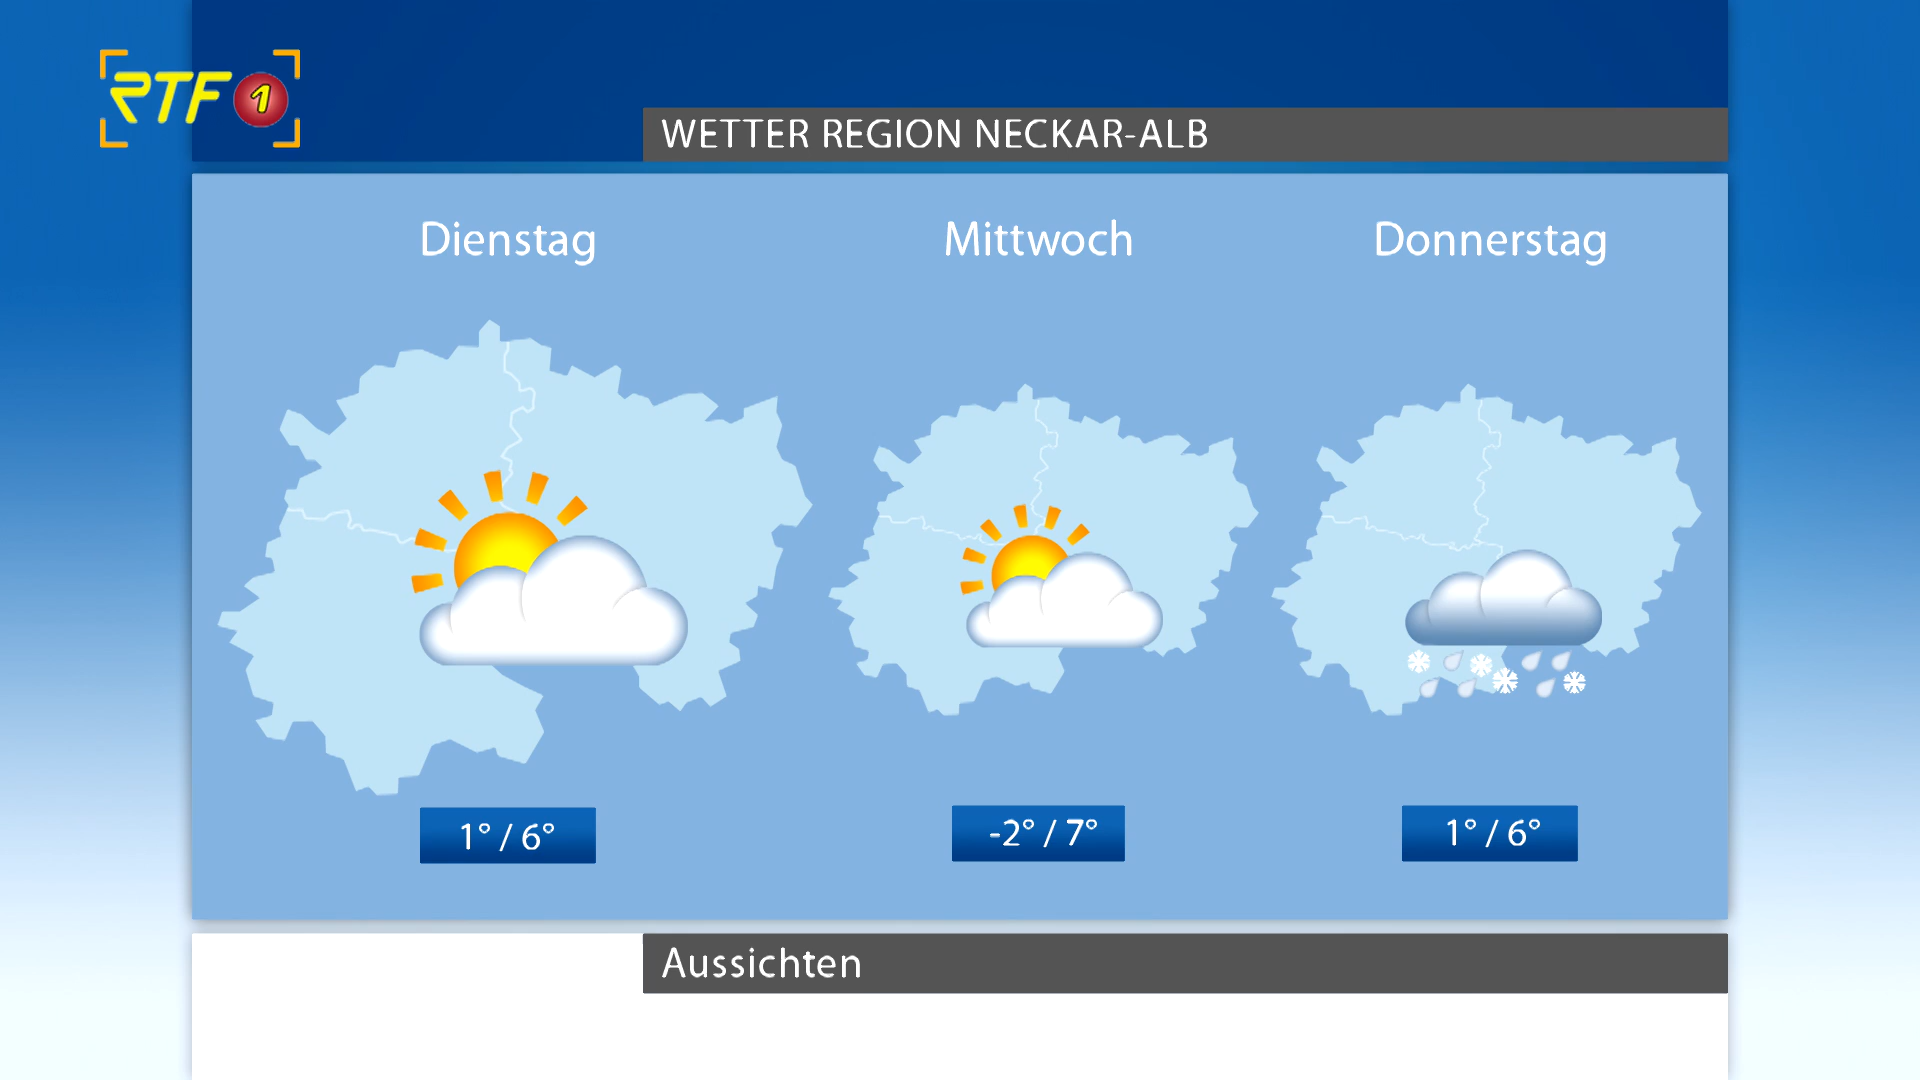 RTF 1
WETTER REGION NECKAR-ALB
Dienstag
Mittwoch
Donnerstag
1° / 6°
-2° / 7°
1° / 6°
Aussichten